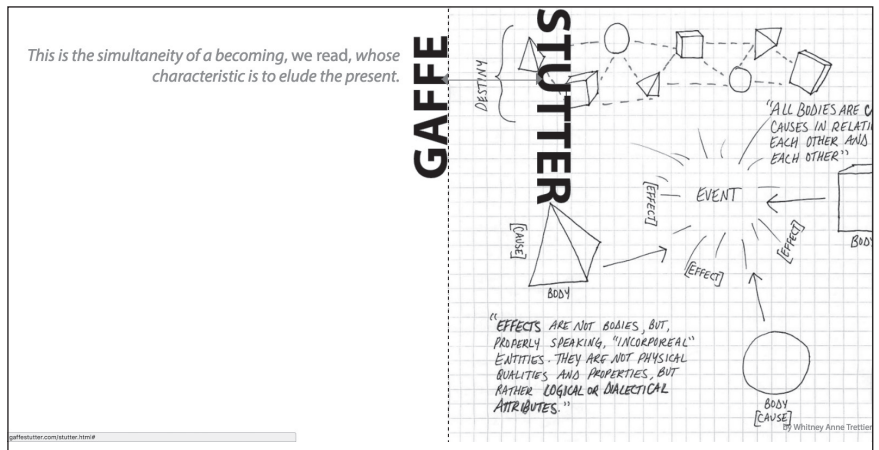 This is the simultaneity of a becoming, we read, whose
characteristic is to elude the present.
GAFFE
STUTTER
DESTINY
"ALL BODIES ARE C
CAUSES IN RELATI
EACH OTHER AND
EACH OTHER"
EVENT
[EFFECT]
[EFFECT]
[EFFECT]
[CAUSE]
BODY
BODY
"EFFECTS ARE NOT BODIES, BUT,
PROPERLY SPEAKING, "INCORPOREAL"
ENTITIES. THEY ARE NOT PHYSICAL
QUALITIES AND PROPERTIES, BUT
RATHER LOGICAL OR DIALECTICAL
ATTRIBUTES."
BODY
[CAUSE]
By Whitney Anne Trettien
gaffestutter.com/stutter.html#